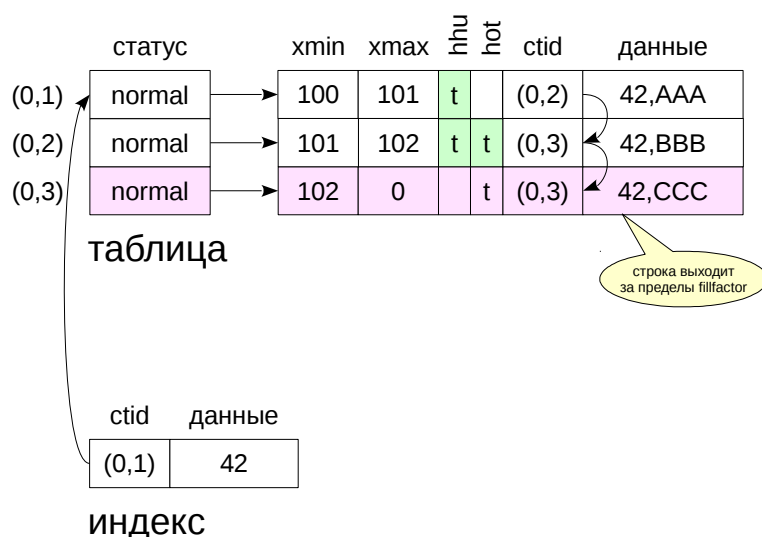 статус xmin xmax hhu hot ctid данные
(0,1) normal 100 101 t (0,2) 42,AAA
(0,2) normal 101 102 t t (0,3) 42,BBB
(0,3) normal 102 0 t (0,3) 42,CCC
таблица
строка выходит
за пределы fillfactor
ctid данные
(0,1) 42
индекс